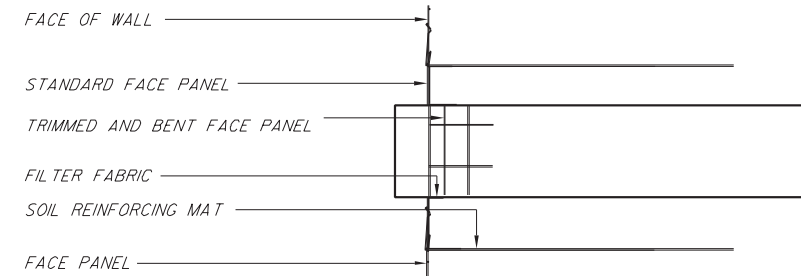 FACE OF WALL
STANDARD FACE PANEL
TRIMMED AND BENT FACE PANEL
FILTER FABRIC
SOIL REINFORCING MAT
FACE PANEL